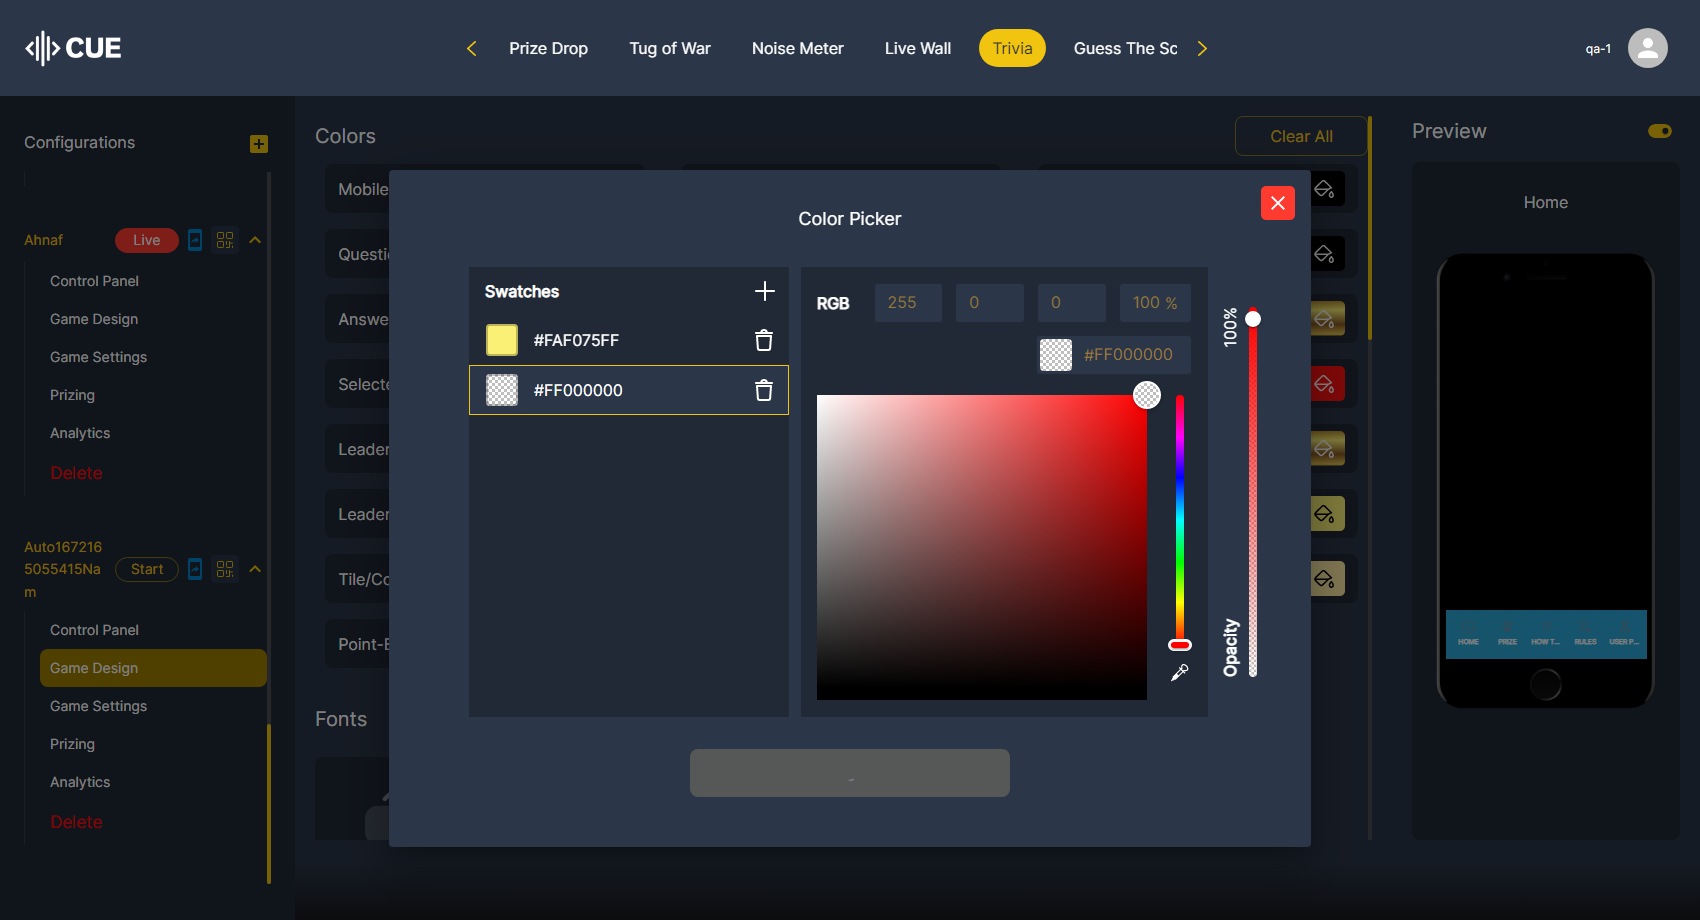 CUE
Prize Drop
Tug of War
Noise Meter
Live Wall
Trivia
Guess The Sc
qa-1
Configurations
Ahnaf
Live
Control Panel
Game Design
Game Settings
Prizing
Analytics
Delete
Auto167216
5055415Na
m
Start
Control Panel
Game Design
Game Settings
Prizing
Analytics
Delete
Colors
Clear All
Mobile
Questi
Answe
Selecte
Leader
Leader
Tile/Co
Point-B
Fonts
Color Picker
Swatches
#FAF075FF
#FF000000
RGB
255
0
0
100 %
#FF000000
100%
Opacity
Preview
Home
HOME
PRIZE
HOW T...
RULES
USER P...